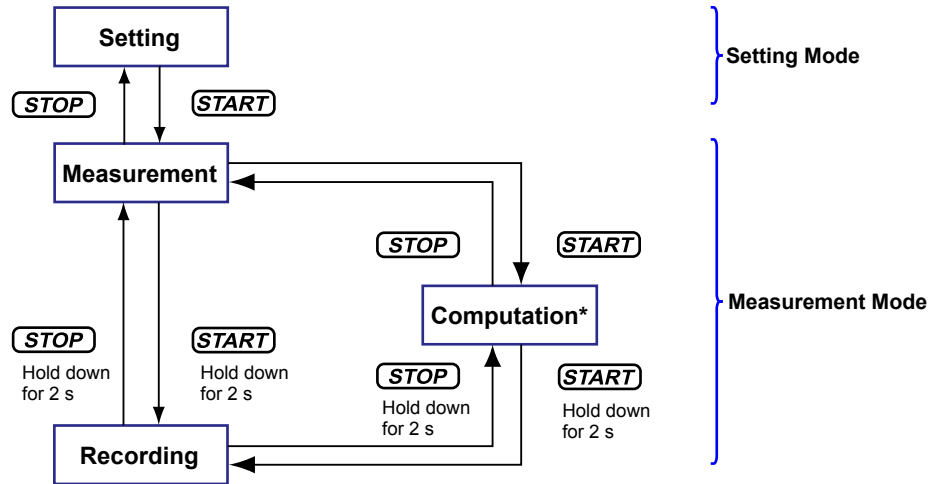 Setting
Setting Mode
STOP
START
Measurement
STOP
START
Computation*
Measurement Mode
STOP
Hold down
for 2 s
START
Hold down
for 2 s
STOP
Hold down
for 2 s
START
Hold down
for 2 s
Recording